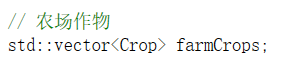 // 农场作物
std::vector<Crop> farmCrops;